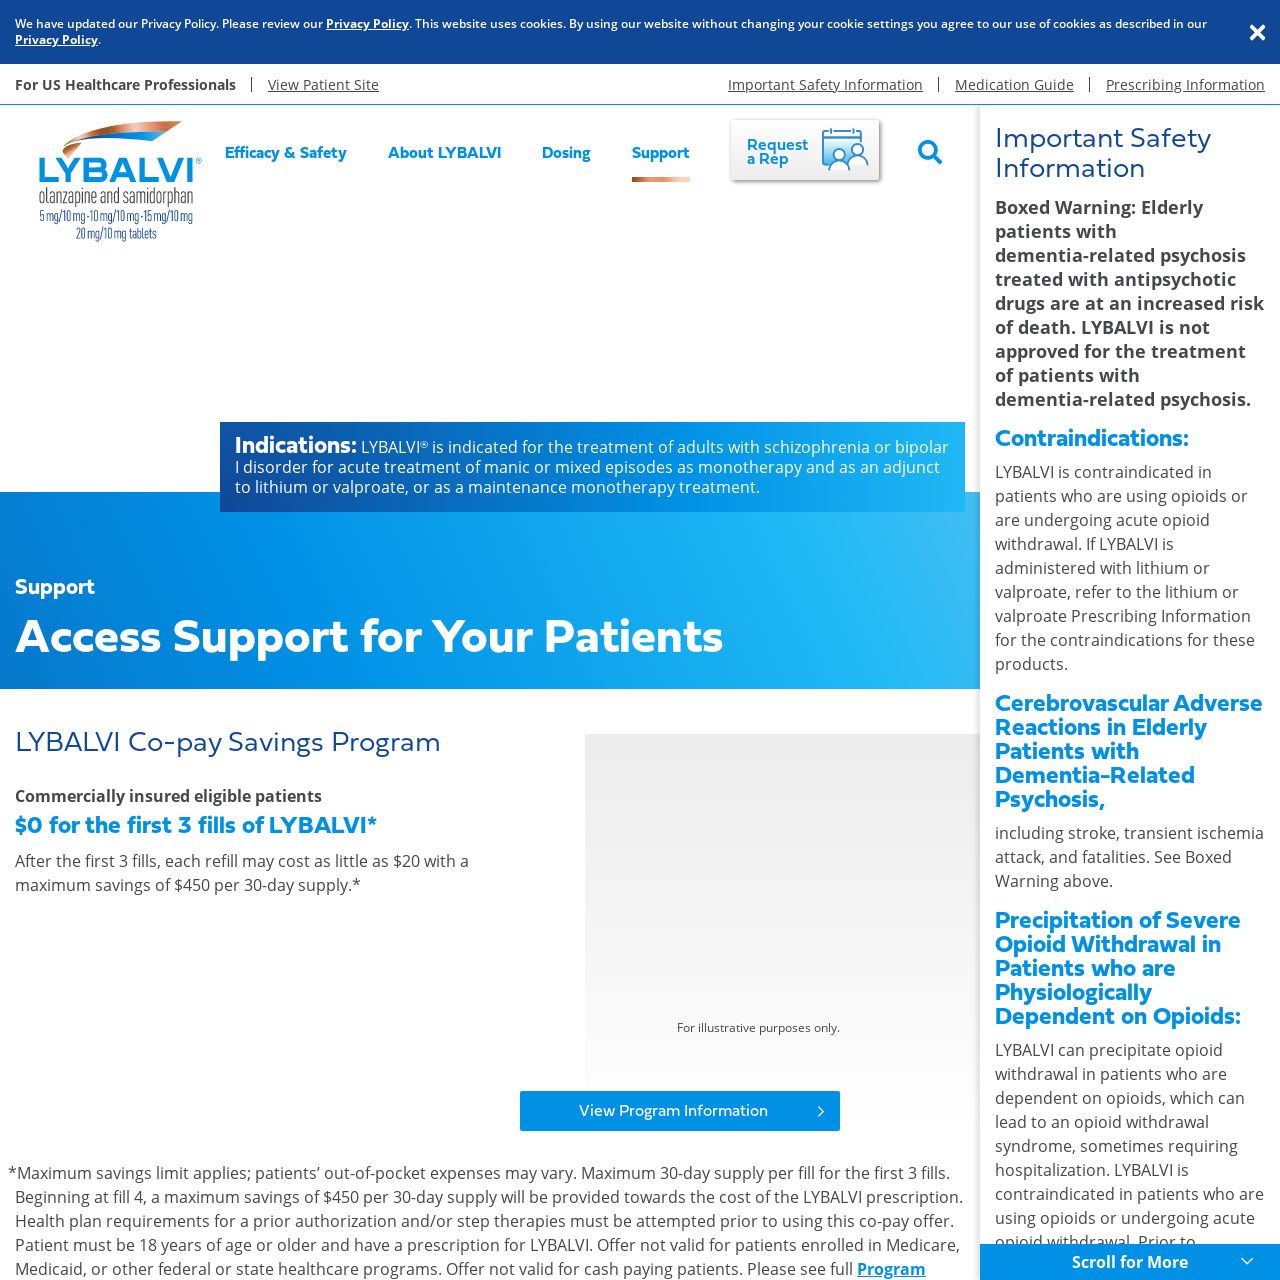 We have updated our Privacy Policy. Please review our Privacy Policy. This website uses cookies. By using our website without changing your cookie settings you agree to our use of cookies as described in our
Privacy Policy.
For US Healthcare Professionals
View Patient Site
Important Safety Information
Medication Guide
Prescribing Information
LYBALVI®
olanzapine and samidorphan
5 mg/10 mg · 10 mg/10 mg · 15 mg/10 mg
20 mg/10 mg tablets
Efficacy & Safety
About LYBALVI
Dosing
Support
Request
a Rep
Indications: LYBALVI® is indicated for the treatment of adults with schizophrenia or bipolar
I disorder for acute treatment of manic or mixed episodes as monotherapy and as an adjunct
to lithium or valproate, or as a maintenance monotherapy treatment.
Support
Access Support for Your Patients
LYBALVI Co-pay Savings Program
Commercially insured eligible patients
$0 for the first 3 fills of LYBALVI*
After the first 3 fills, each refill may cost as little as $20 with a
maximum savings of $450 per 30-day supply.*
For illustrative purposes only.
View Program Information
*Maximum savings limit applies; patients’ out-of-pocket expenses may vary. Maximum 30-day supply per fill for the first 3 fills.
Beginning at fill 4, a maximum savings of $450 per 30-day supply will be provided towards the cost of the LYBALVI prescription.
Health plan requirements for a prior authorization and/or step therapies must be attempted prior to using this co-pay offer.
Patient must be 18 years of age or older and have a prescription for LYBALVI. Offer not valid for patients enrolled in Medicare,
Medicaid, or other federal or state healthcare programs. Offer not valid for cash paying patients. Please see full Program
Important Safety
Information
Boxed Warning: Elderly
patients with
dementia-related psychosis
treated with antipsychotic
drugs are at an increased risk
of death. LYBALVI is not
approved for the treatment
of patients with
dementia-related psychosis.
Contraindications:
LYBALVI is contraindicated in
patients who are using opioids or
are undergoing acute opioid
withdrawal. If LYBALVI is
administered with lithium or
valproate, refer to the lithium or
valproate Prescribing Information
for the contraindications for these
products.
Cerebrovascular Adverse
Reactions in Elderly
Patients with
Dementia-Related
Psychosis,
including stroke, transient ischemia
attack, and fatalities. See Boxed
Warning above.
Precipitation of Severe
Opioid Withdrawal in
Patients who are
Physiologically
Dependent on Opioids:
LYBALVI can precipitate opioid
withdrawal in patients who are
dependent on opioids, which can
lead to an opioid withdrawal
syndrome, sometimes requiring
hospitalization. LYBALVI is
contraindicated in patients who are
using opioids or undergoing acute
opioid withdrawal. Prior to
Scroll for More